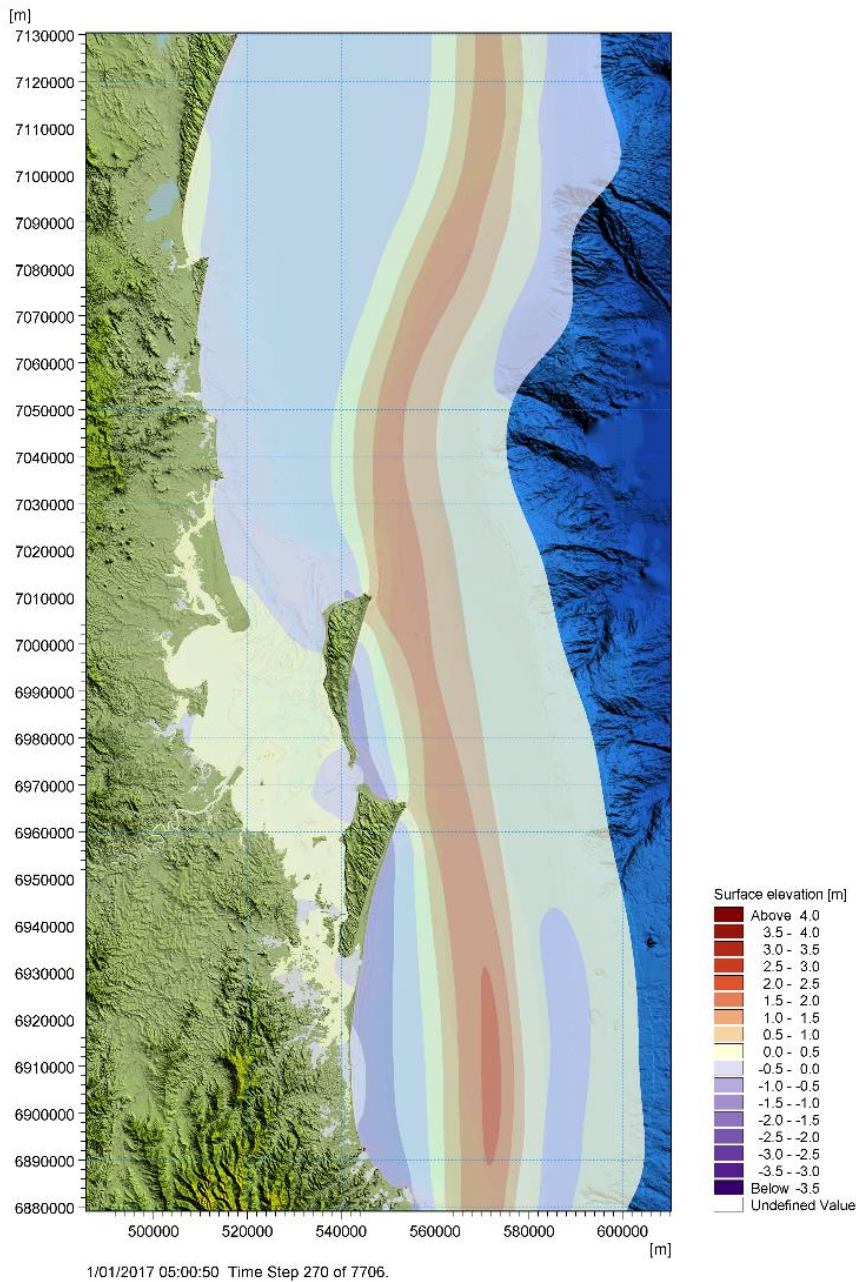 [m]
7130000
7120000
7110000
7100000
7090000
7080000
7070000
7060000
7050000
7040000
7030000
7020000
7010000
7000000
6990000
6980000
6970000
6960000
6950000
6940000
6930000
6920000
6910000
6900000
6890000
6880000
500000 520000 540000 560000 580000 600000
[m]
Surface elevation [m]
Above 4.0
3.5 - 4.0
3.0 - 3.5
2.5 - 3.0
2.0 - 2.5
1.5 - 2.0
1.0 - 1.5
0.5 - 1.0
0.0 - 0.5
-0.5 - 0.0
-1.0 - -0.5
-1.5 - -1.0
-2.0 - -1.5
-2.5 - -2.0
-3.0 - -2.5
-3.5 - -3.0
Below -3.5
Undefined Value
1/01/2017 05:00:50 Time Step 270 of 7706.